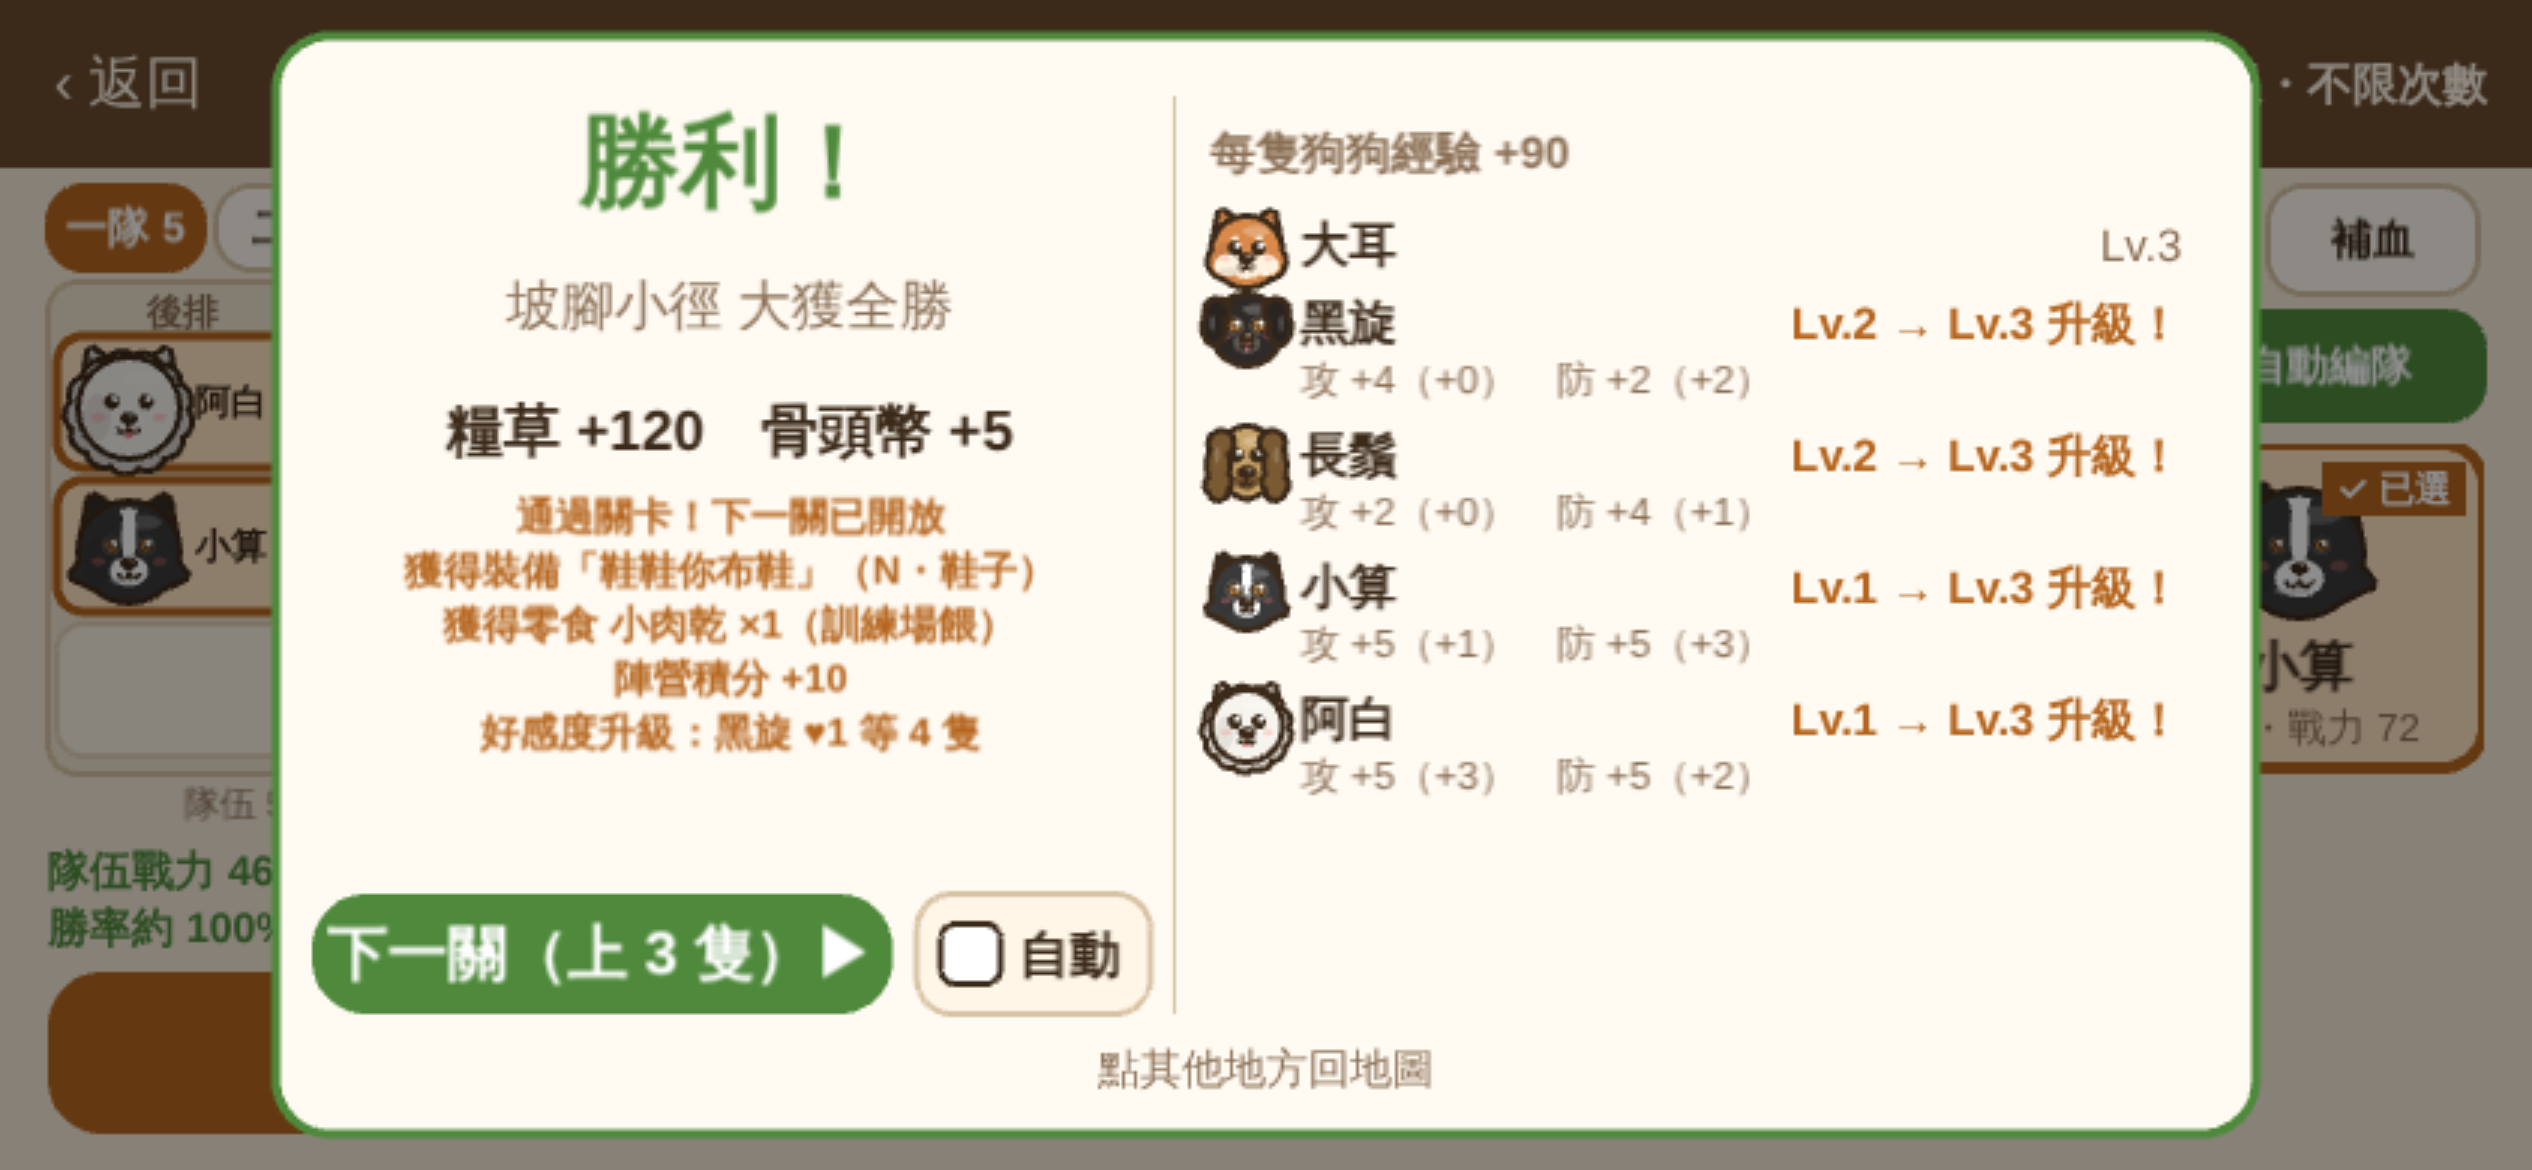 ‹ 返回
· 不限次數
一隊 5
補血
後排
阿白
小算
自動編隊
✓ 已選
小算
· 戰力 72
隊伍
隊伍戰力 46
勝率約 100%
勝利！
坡腳小徑 大獲全勝
糧草 +120 骨頭幣 +5
通過關卡！下一關已開放
獲得裝備「鞋鞋你布鞋」（N · 鞋子）
獲得零食 小肉乾 ×1（訓練場餵）
陣營積分 +10
好感度升級：黑旋 ♥1 等 4 隻
下一關（上 3 隻）▶
自動
每隻狗狗經驗 +90
大耳 Lv.3
黑旋 Lv.2 → Lv.3 升級！
攻 +4（+0） 防 +2（+2）
長鬚 Lv.2 → Lv.3 升級！
攻 +2（+0） 防 +4（+1）
小算 Lv.1 → Lv.3 升級！
攻 +5（+1） 防 +5（+3）
阿白 Lv.1 → Lv.3 升級！
攻 +5（+3） 防 +5（+2）
點其他地方回地圖